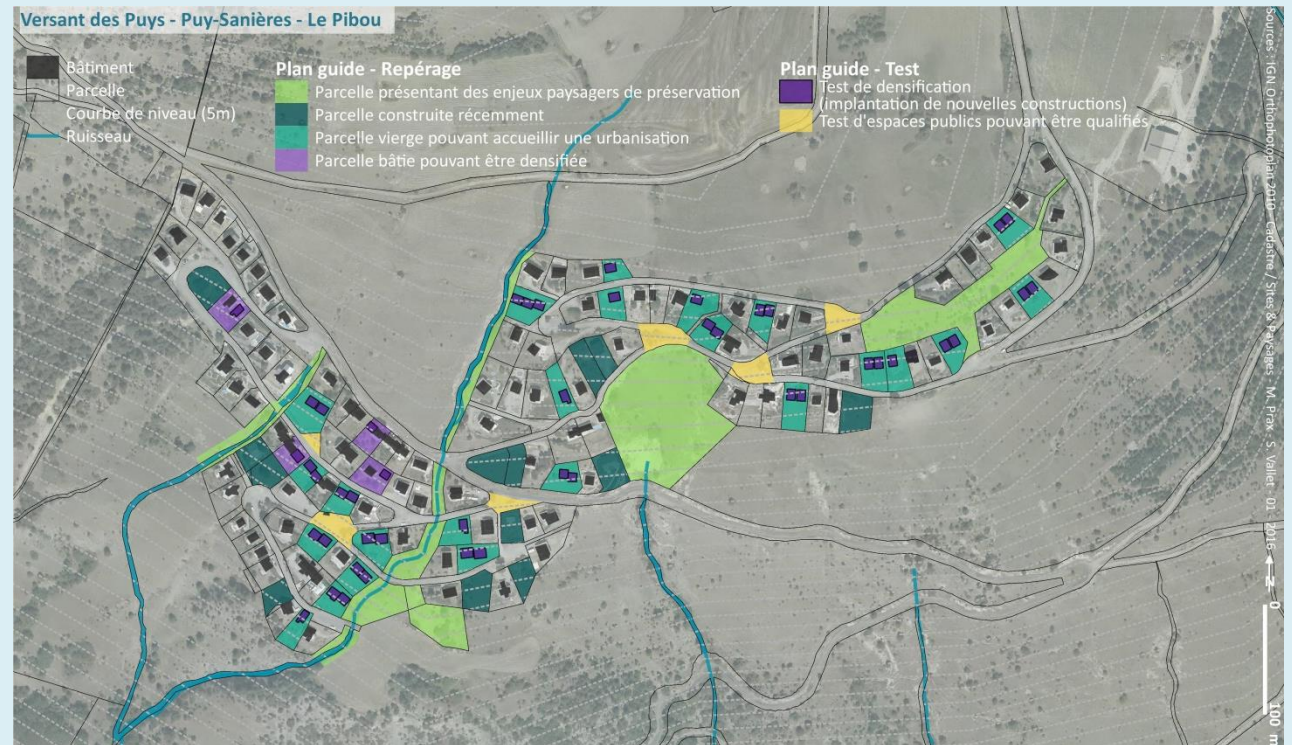 Versant des Puys - Puy-Sanières - Le Pibou
Bâtiment
Parcelle
Courbe de niveau (5m)
Ruisseau
Plan guide - Repérage
Parcelle présentant des enjeux paysagers de préservation
Parcelle construite récemment
Parcelle vierge pouvant accueillir une urbanisation
Parcelle bâtie pouvant être densifiée
Plan guide - Test
Test de densification
(implantation de nouvelles constructions)
Test d'espaces publics pouvant être qualifiés
Sources : IGN Orthophotoplan 2010 - Cadastre / Sites & Paysages - M. Prax - S. Vallet - 01 - 2016
N
0
100 m